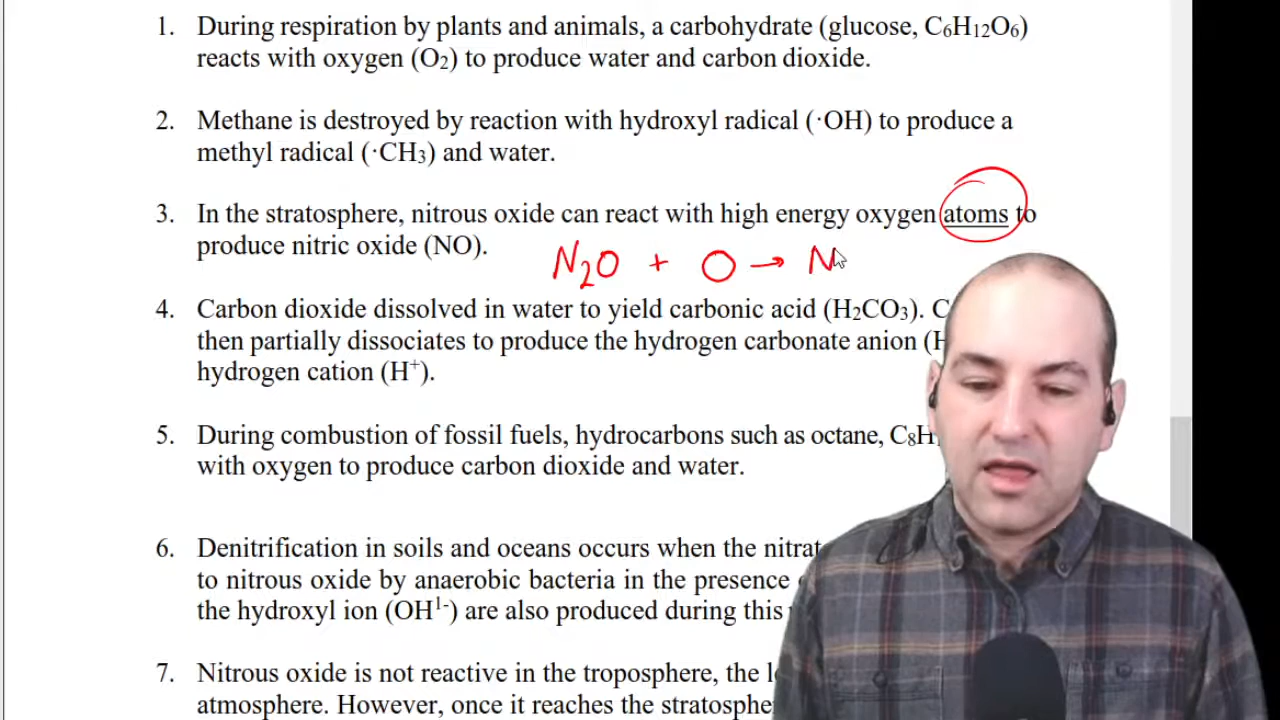 1. During respiration by plants and animals, a carbohydrate (glucose, C6H12O6)
reacts with oxygen (O2) to produce water and carbon dioxide.
2. Methane is destroyed by reaction with hydroxyl radical (·OH) to produce a
methyl radical (·CH3) and water.
3. In the stratosphere, nitrous oxide can react with high energy oxygen atoms to
produce nitric oxide (NO).
N2O + O → N
4. Carbon dioxide dissolved in water to yield carbonic acid (H2CO3). C
then partially dissociates to produce the hydrogen carbonate anion (H
hydrogen cation (H+).
5. During combustion of fossil fuels, hydrocarbons such as octane, C8H
with oxygen to produce carbon dioxide and water.
6. Denitrification in soils and oceans occurs when the nitrat
to nitrous oxide by anaerobic bacteria in the presence
the hydroxyl ion (OH1-) are also produced during this
7. Nitrous oxide is not reactive in the troposphere, the l
atmosphere. However, once it reaches the stratosphe